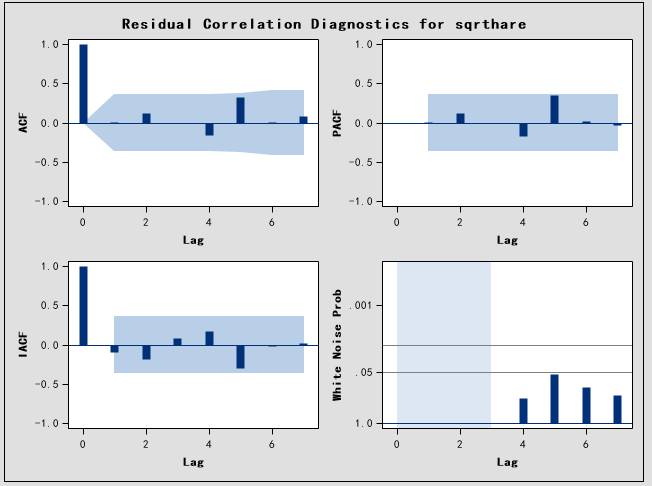 Residual Correlation Diagnostics for sqrthare
ACF
1.0
0.5
0.0
-0.5
-1.0
0 2 4 6
Lag
PACF
1.0
0.5
0.0
-0.5
-1.0
0 2 4 6
Lag
IACF
1.0
0.5
0.0
-0.5
-1.0
0 2 4 6
Lag
White Noise Prob
.001
.05
1.0
0 2 4 6
Lag